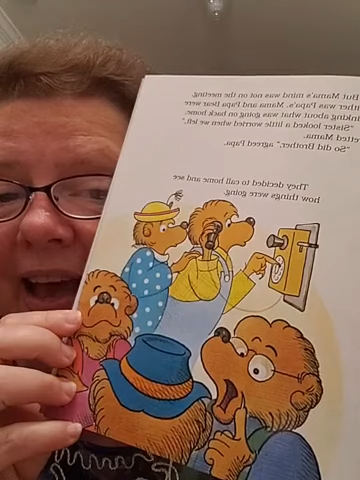 But Mama's mind was not on the meeting.
ither was Papa's. Mama and Papa Bear were
inking about what was going on back home.
"Sister looked a little worried when we left,"
etted Mama.
"So did Brother," agreed Papa.
They decided to call home and see
how things were going.